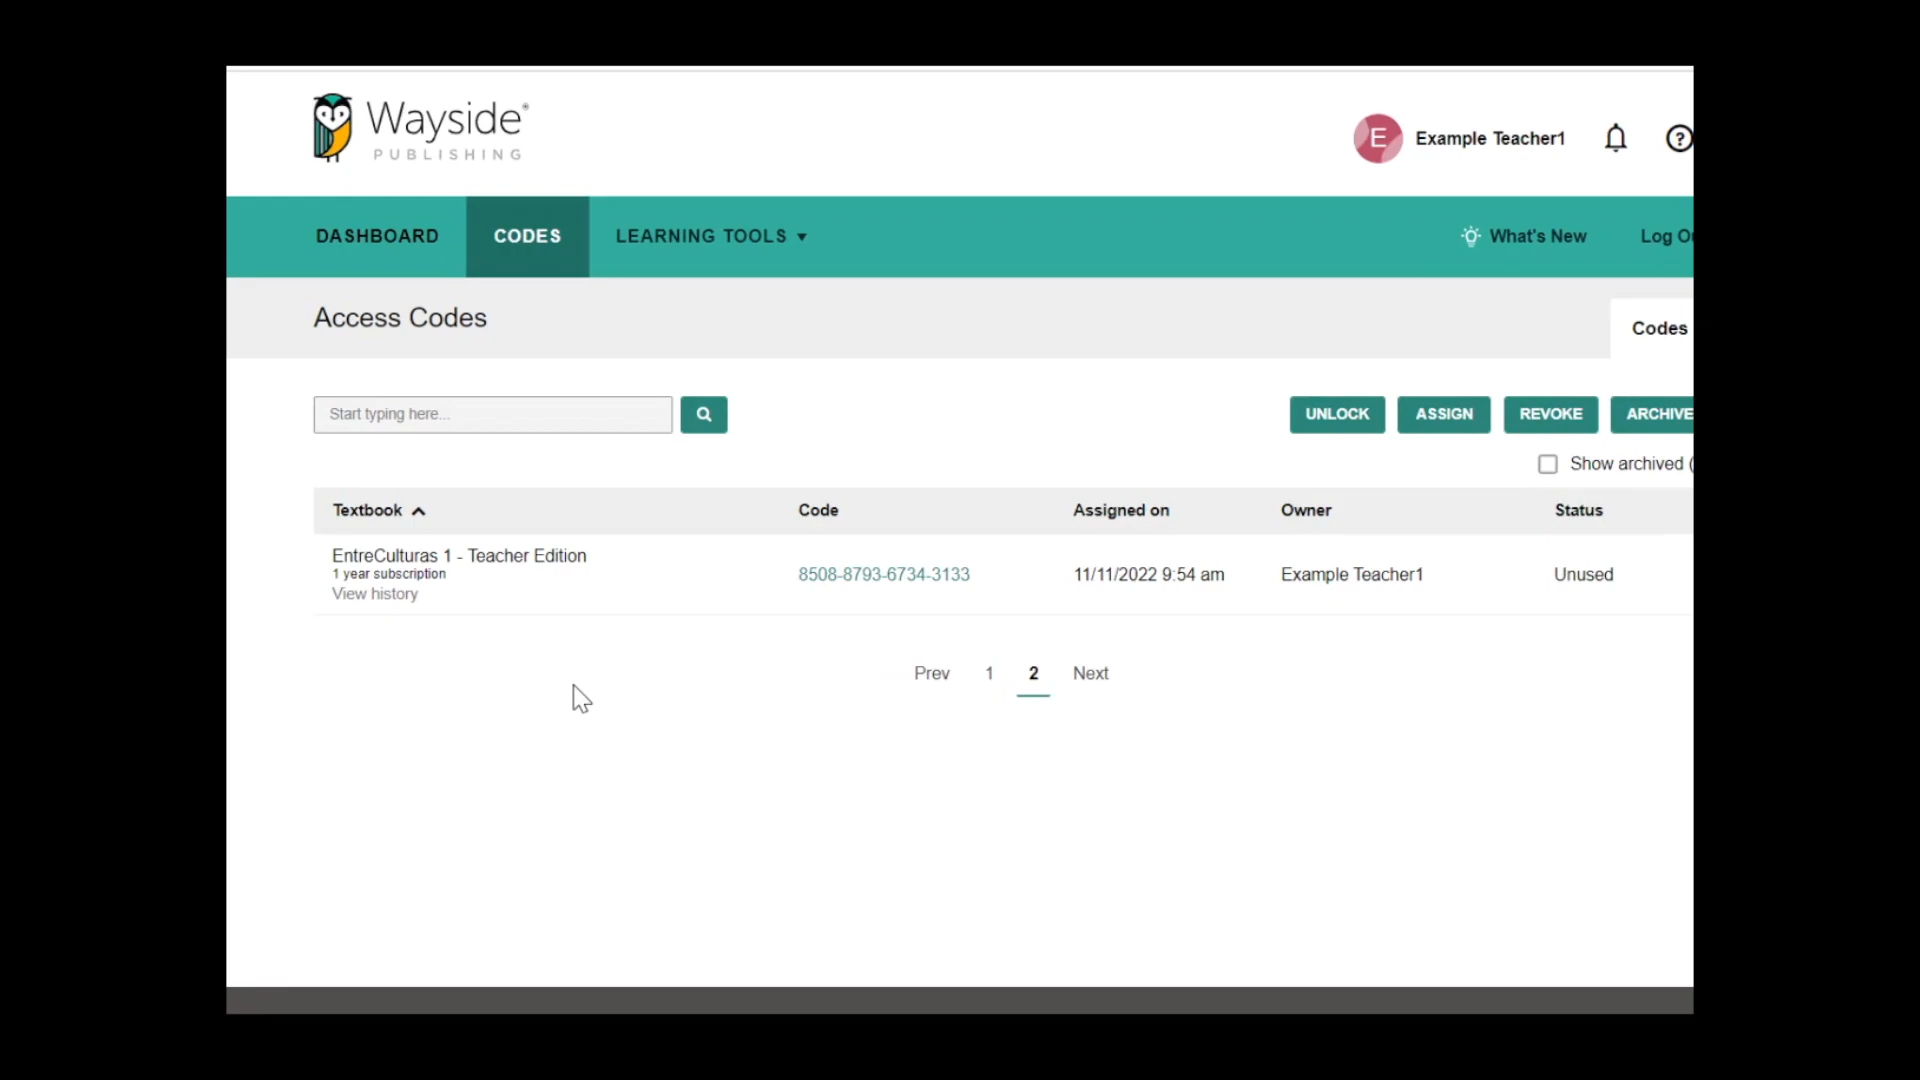 Wayside®
PUBLISHING
E Example Teacher1 ?
DASHBOARD CODES LEARNING TOOLS ▼ What's New Log O
Access Codes Codes
Start typing here... UNLOCK ASSIGN REVOKE ARCHIVE
Show archived (
Textbook Code Assigned on Owner Status
EntreCulturas 1 - Teacher Edition
1 year subscription
View history
8508-8793-6734-3133 11/11/2022 9:54 am Example Teacher1 Unused
Prev 1 2 Next